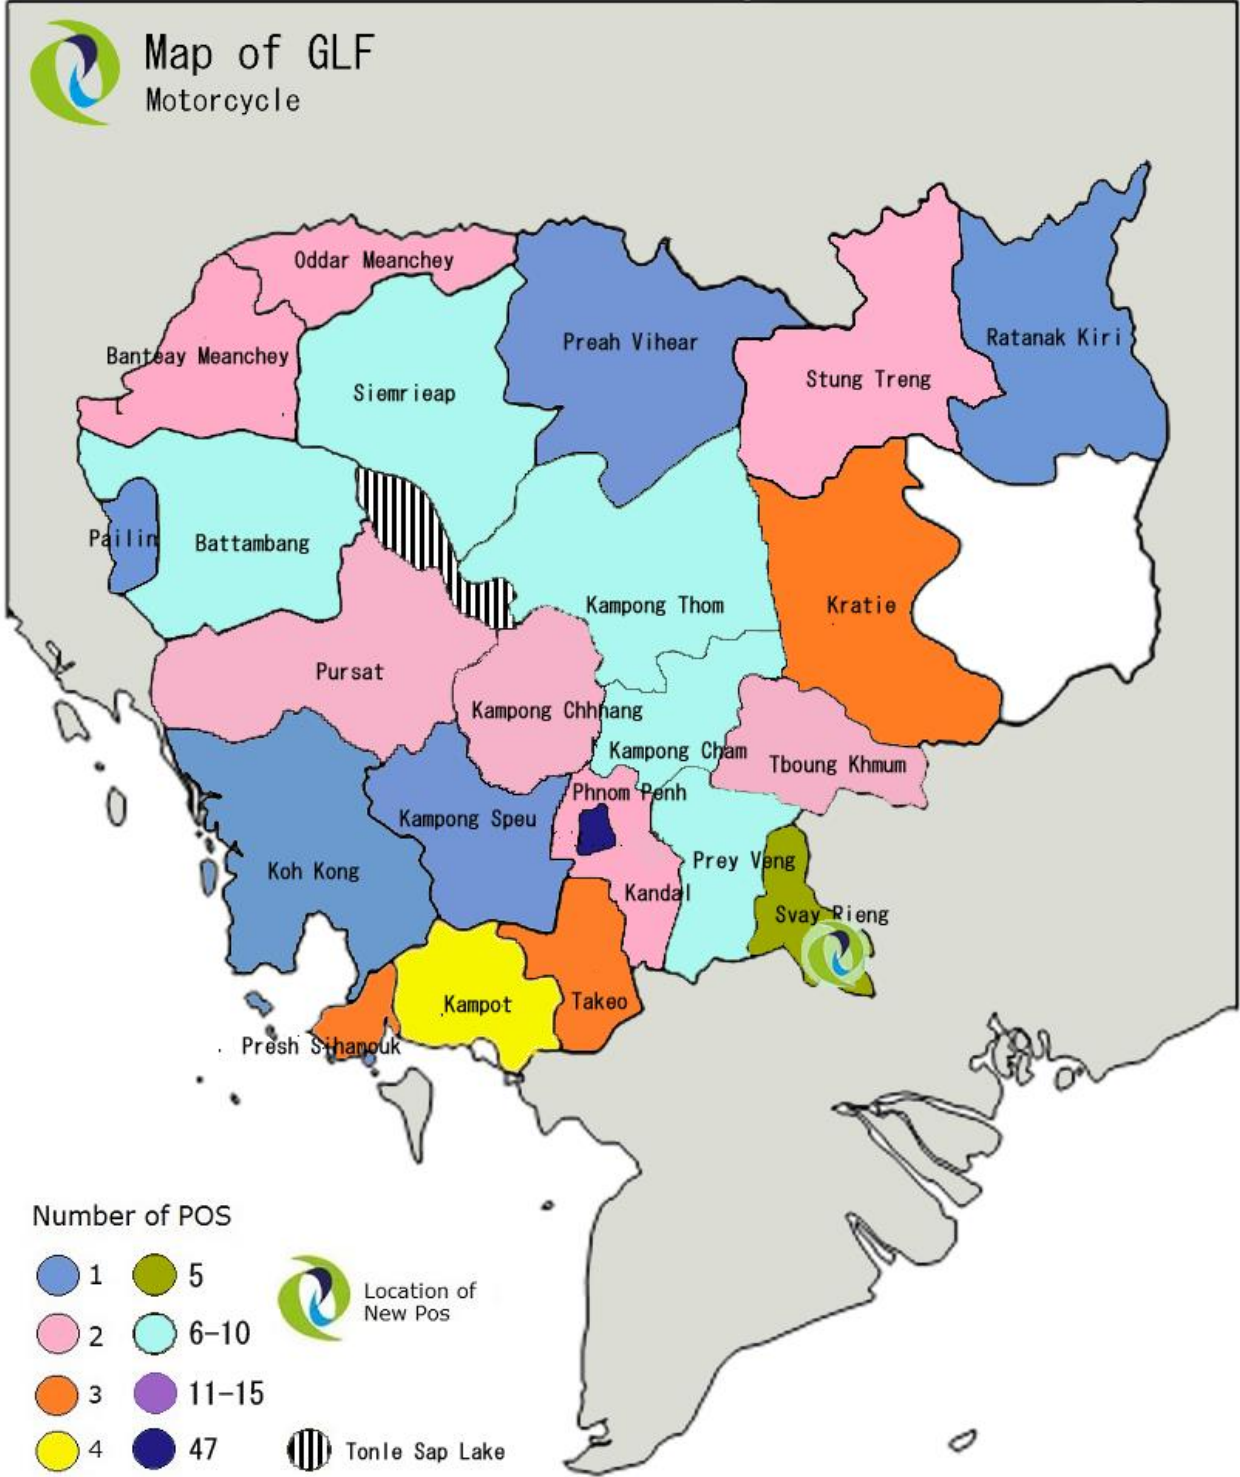 Map of GLF
Motorcycle
Oddar Meanchey
Banteay Meanchey
Siemrieap
Preah Vihear
Stung Treng
Ratanak Kiri
Pailin
Battambang
Kampong Thom
Kratie
Pursat
Kampong Chhnang
Kampong Cham
Tboung Khmum
Phnom Penh
Kampong Speu
Koh Kong
Prey Veng
Kandal
Svay Rieng
Kampot
Takeo
Presh Sihanouk
Number of POS
1
5
2
6-10
3
11-15
4
47
Location of
New Pos
Tonle Sap Lake